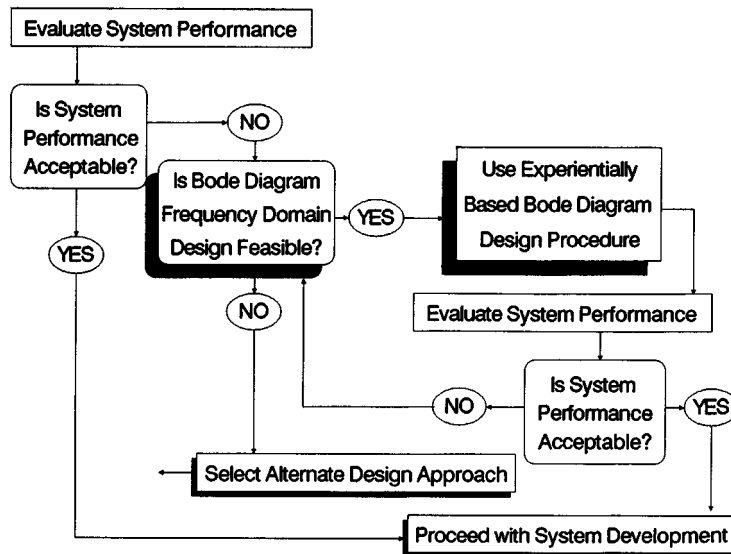 Evaluate System Performance
Is System
Performance
Acceptable?
NO
Is Bode Diagram
Frequency Domain
Design Feasible?
YES
Use Experientially
Based Bode Diagram
Design Procedure
YES
NO
Evaluate System Performance
Is System
Performance
Acceptable?
NO
YES
Select Alternate Design Approach
Proceed with System Development